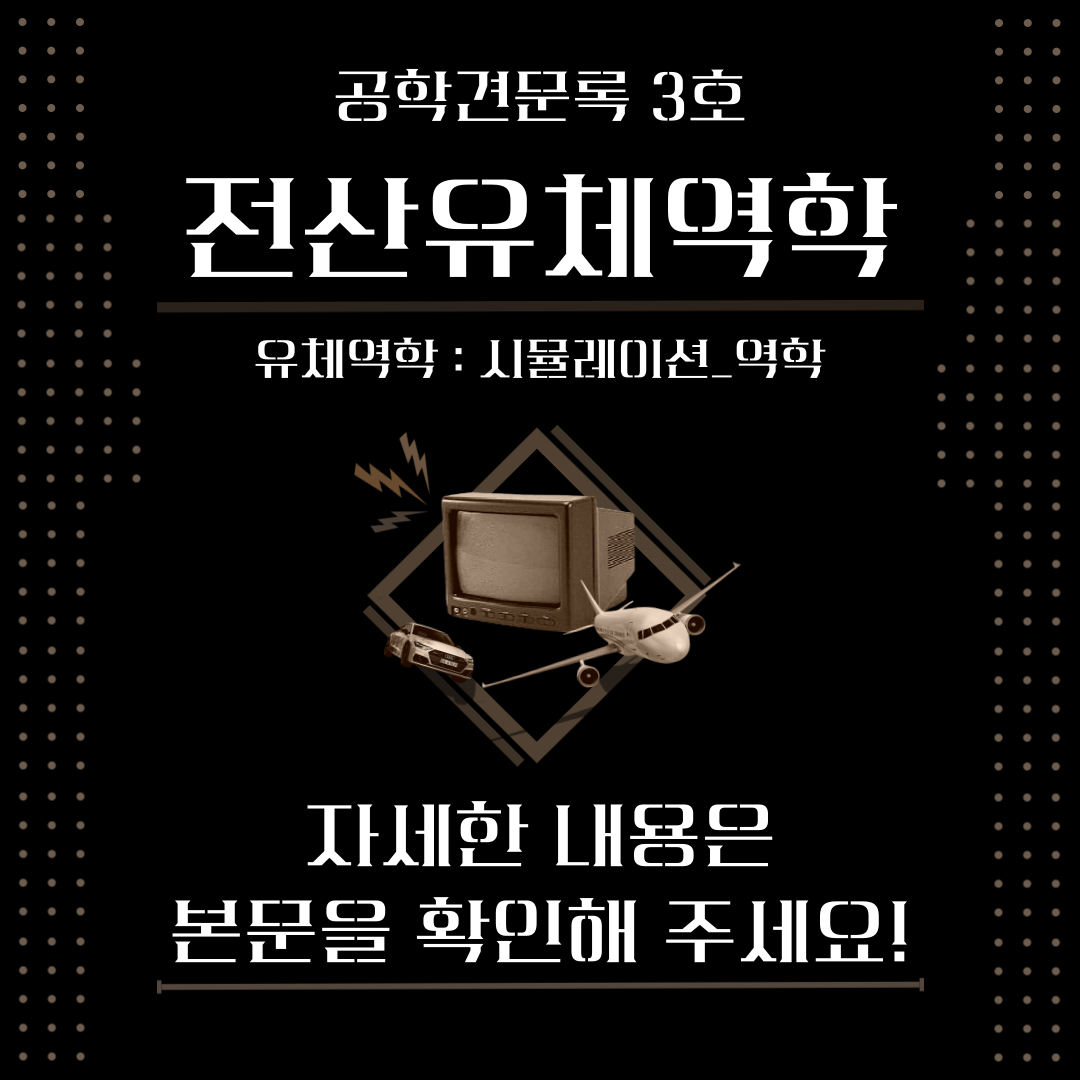 공학견문록 3호
전산유체역학
유체역학 : 시뮬레이션_역학
자세한 내용은
본문을 확인해 주세요!